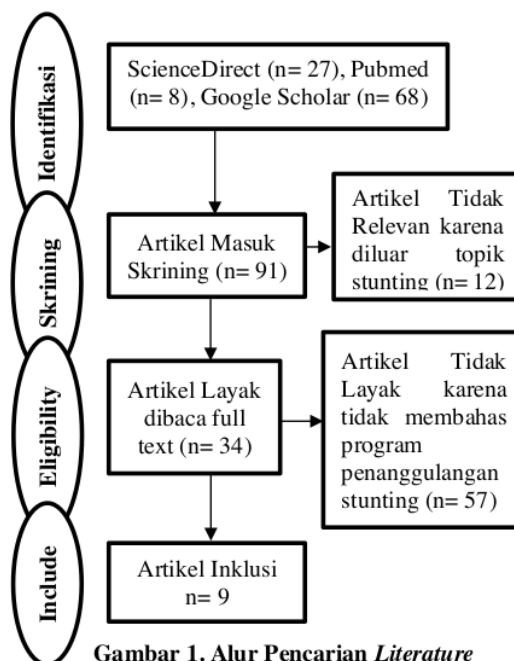 Identifikasi
ScienceDirect (n= 27), Pubmed
(n= 8), Google Scholar (n= 68)
Skrining
Artikel Masuk
Skrining (n= 91)
Artikel Tidak
Relevan karena
diluar topik
stunting (n= 12)
Eligibility
Artikel Layak
dibaca full
text (n= 34)
Artikel Tidak
Layak karena
tidak membahas
program
penanggulangan
stunting (n= 57)
Include
Artikel Inklusi
n= 9
Gambar 1. Alur Pencarian Literature